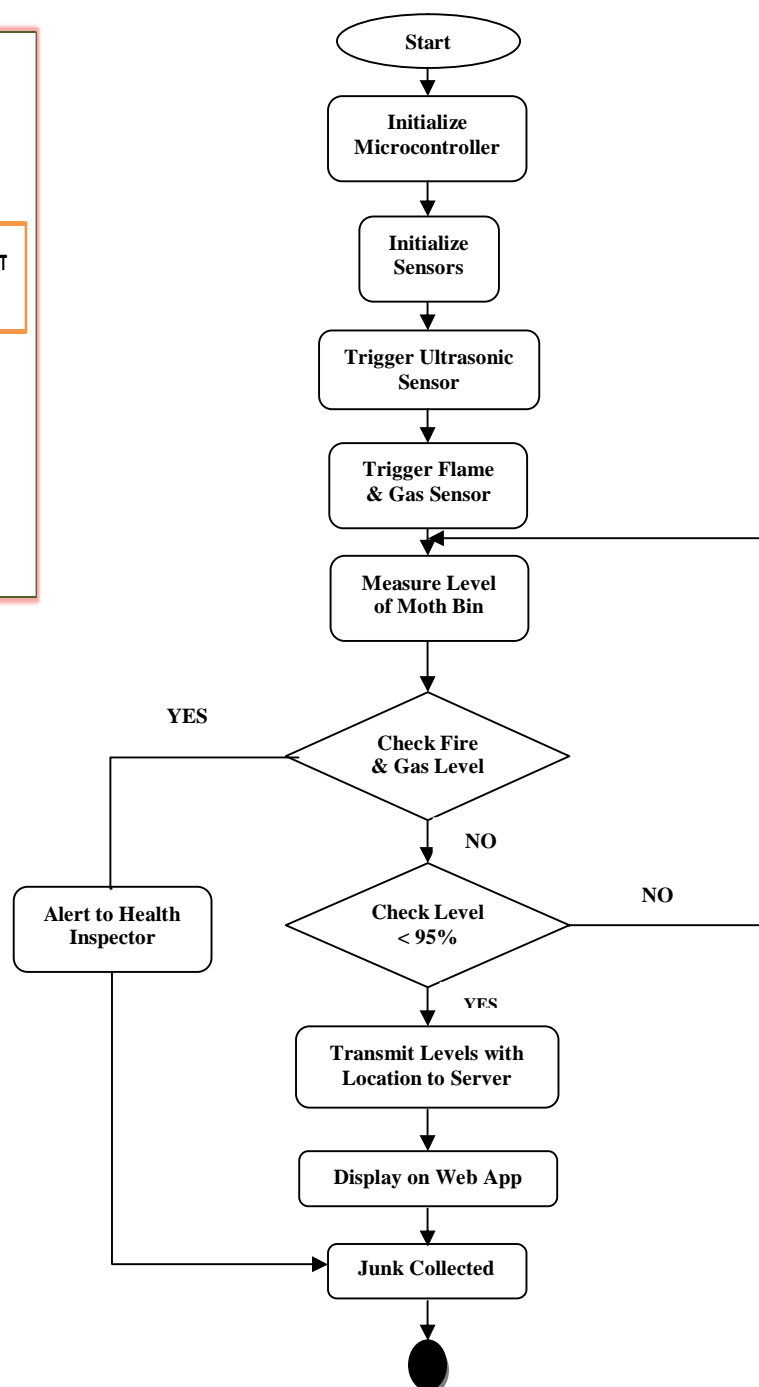 Start
Initialize
Microcontroller
Initialize
Sensors
Trigger Ultrasonic
Sensor
Trigger Flame
& Gas Sensor
Measure Level
of Moth Bin
YES
Check Fire
& Gas Level
NO
Alert to Health
Inspector
Check Level
< 95%
NO
YES
Transmit Levels with
Location to Server
Display on Web App
Junk Collected